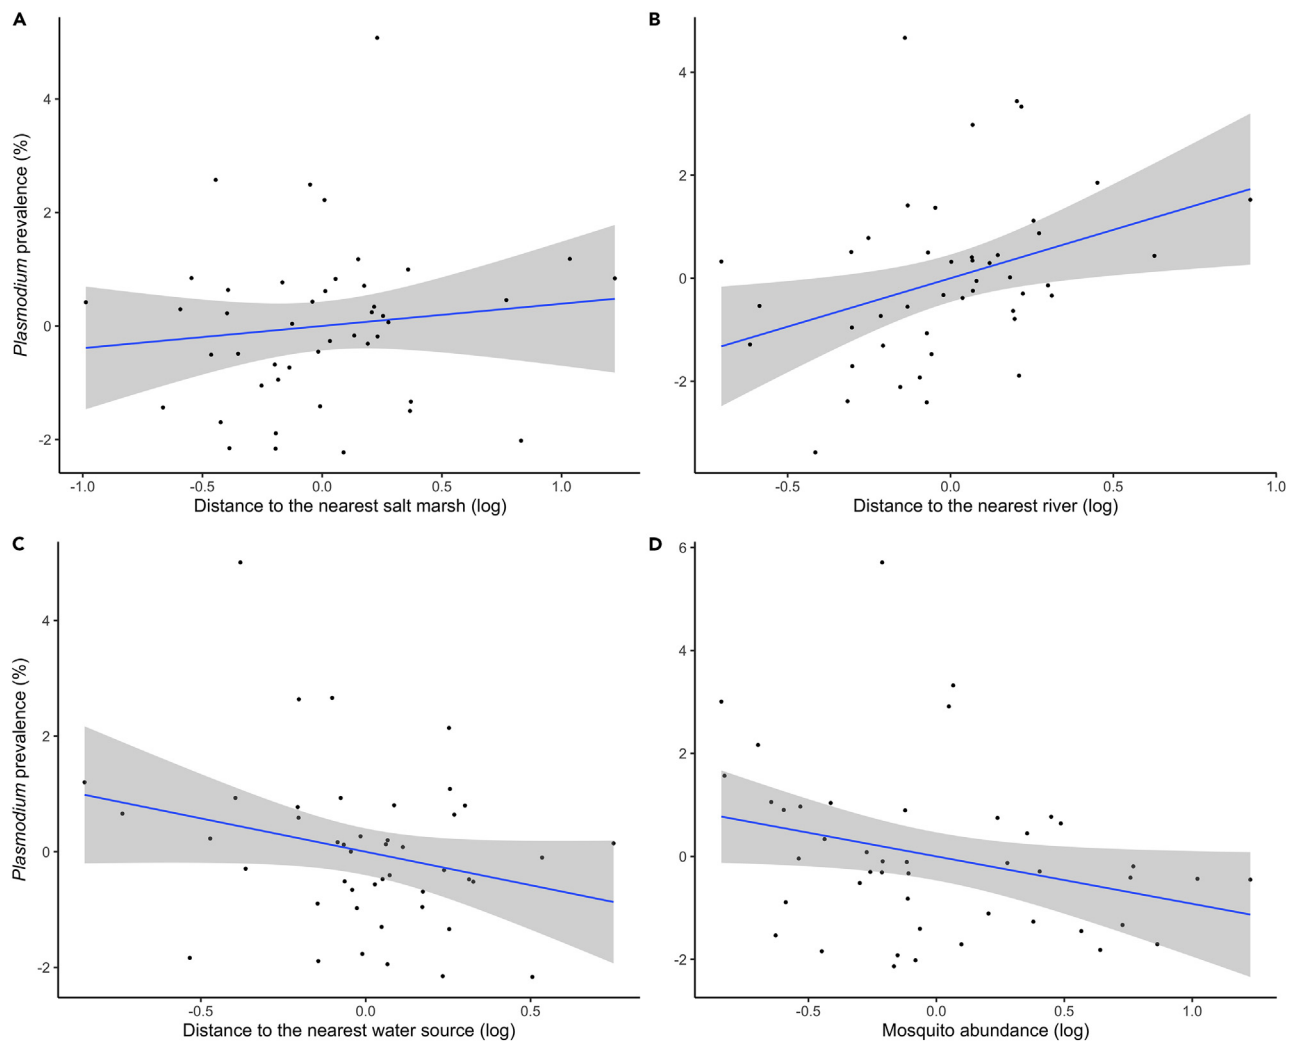 A
Plasmodium prevalence (%)
4
2
0
-2
-1.0 -0.5 0.0 0.5 1.0
Distance to the nearest salt marsh (log)
B
4
2
0
-2
-0.5 0.0 0.5 1.0
Distance to the nearest river (log)
C
Plasmodium prevalence (%)
4
2
0
-2
-0.5 0.0 0.5
Distance to the nearest water source (log)
D
6
4
2
0
-2
-0.5 0.0 0.5 1.0
Mosquito abundance (log)